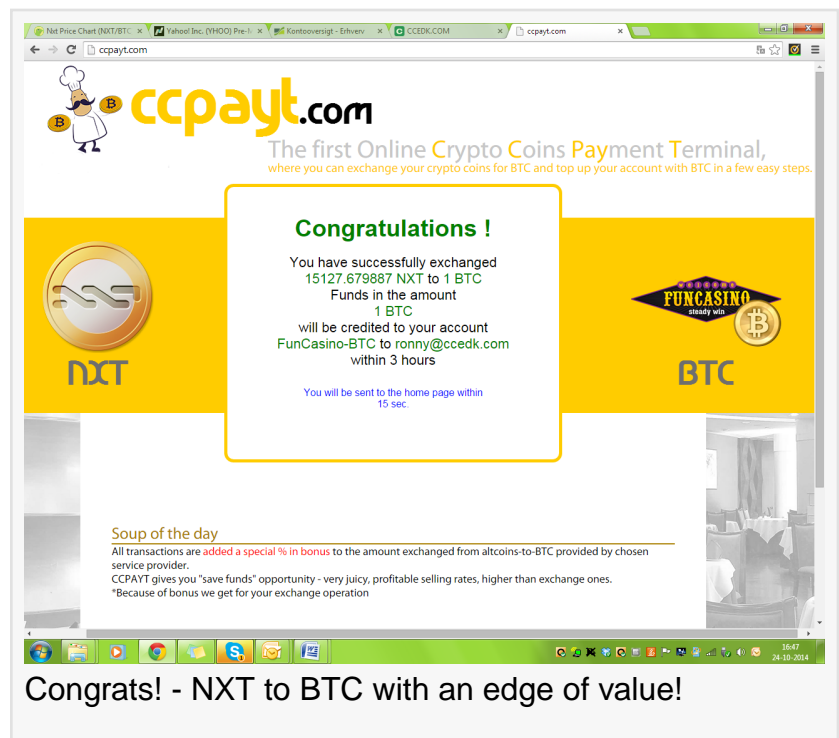 Nxt Price Chart (NXT/BTC
Yahoo! Inc. (YHOO) Pre-
Kontooversigt - Erhverv
CCEDK.COM
ccpayt.com
ccpayt.com
B
B
ccpayt.com
The first Online Crypto Coins Payment Terminal,
where you can exchange your crypto coins for BTC and top up your account with BTC in a few easy steps.
Congratulations !
You have successfully exchanged
15127.679887 NXT to 1 BTC
Funds in the amount
1 BTC
will be credited to your account
FunCasino-BTC to ronny@ccedk.com
within 3 hours
You will be sent to the home page within
15 sec.
NXT
WELCOME
FUNCASINO
steady win
B
BTC
Soup of the day
All transactions are added a special % in bonus to the amount exchanged from altcoins-to-BTC provided by chosen
service provider.
CCPAYT gives you "save funds" opportunity - very juicy, profitable selling rates, higher than exchange ones.
*Because of bonus we get for your exchange operation
16:47
24-10-2014
Congrats! - NXT to BTC with an edge of value!